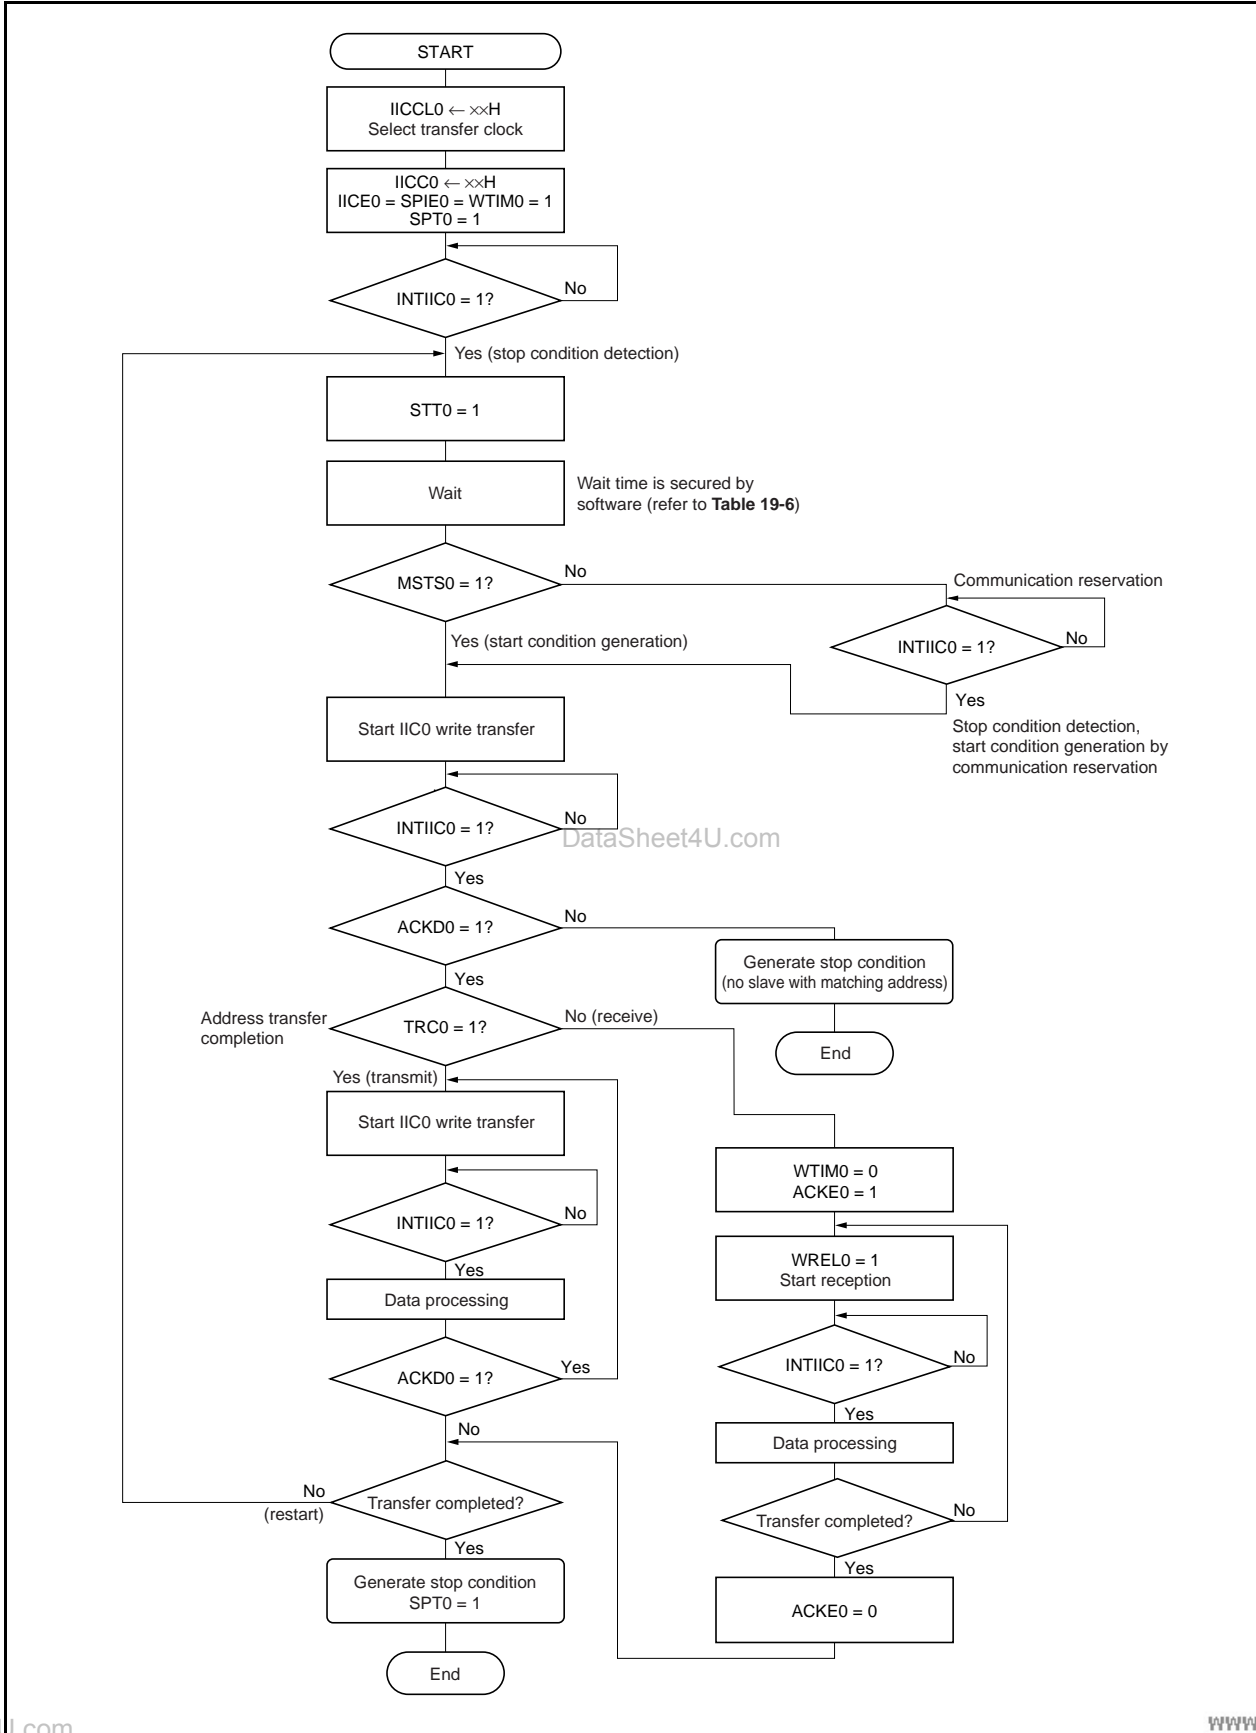 START
IICCL0 ← ××H
Select transfer clock
IICC0 ← ××H
IICE0 = SPIE0 = WTIM0 = 1
SPT0 = 1
INTIIC0 = 1?
No
Yes (stop condition detection)
STT0 = 1
Wait
Wait time is secured by
software (refer to Table 19-6)
MSTS0 = 1?
No
Communication reservation
INTIIC0 = 1?
No
Yes
Stop condition detection,
start condition generation by
communication reservation
Yes (start condition generation)
Start IIC0 write transfer
INTIIC0 = 1?
No
DataSheet4U.com
Yes
ACKD0 = 1?
No
Generate stop condition
(no slave with matching address)
End
Yes
Address transfer
completion
TRC0 = 1?
No (receive)
Yes (transmit)
Start IIC0 write transfer
INTIIC0 = 1?
No
Yes
Data processing
ACKD0 = 1?
Yes
No
Transfer completed?
No
(restart)
Yes
Generate stop condition
SPT0 = 1
End
WTIM0 = 0
ACKE0 = 1
WREL0 = 1
Start reception
INTIIC0 = 1?
No
Yes
Data processing
Transfer completed?
No
Yes
ACKE0 = 0
U.com
www